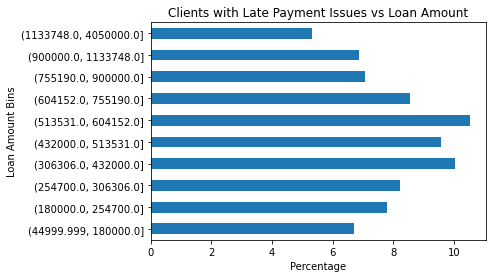 Clients with Late Payment Issues vs Loan Amount
(1133748.0, 4050000.0]
(900000.0, 1133748.0]
(755190.0, 900000.0]
(604152.0, 755190.0]
(513531.0, 604152.0]
(432000.0, 513531.0]
(306306.0, 432000.0]
(254700.0, 306306.0]
(180000.0, 254700.0]
(44999.999, 180000.0]
Loan Amount Bins
0 2 4 6 8 10
Percentage